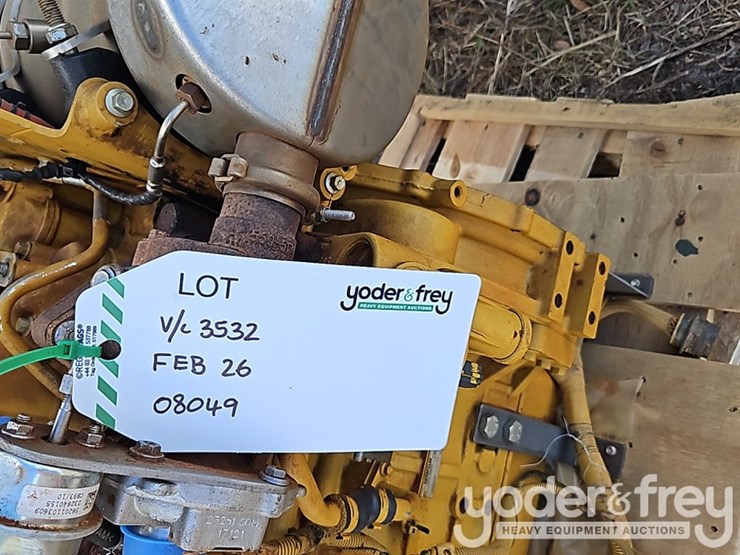 LOT
yoder&frey
HEAVY EQUIPMENT AUCTIONS
V/c 3532
FEB 26
08049
yoder&frey
HEAVY EQUIPMENT AUCTIONS